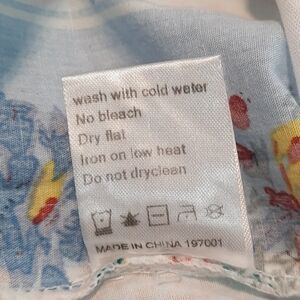 wash with cold water
No bleach
Dry flat
Iron on low heat
Do not dryclean
MADE IN CHINA 197001